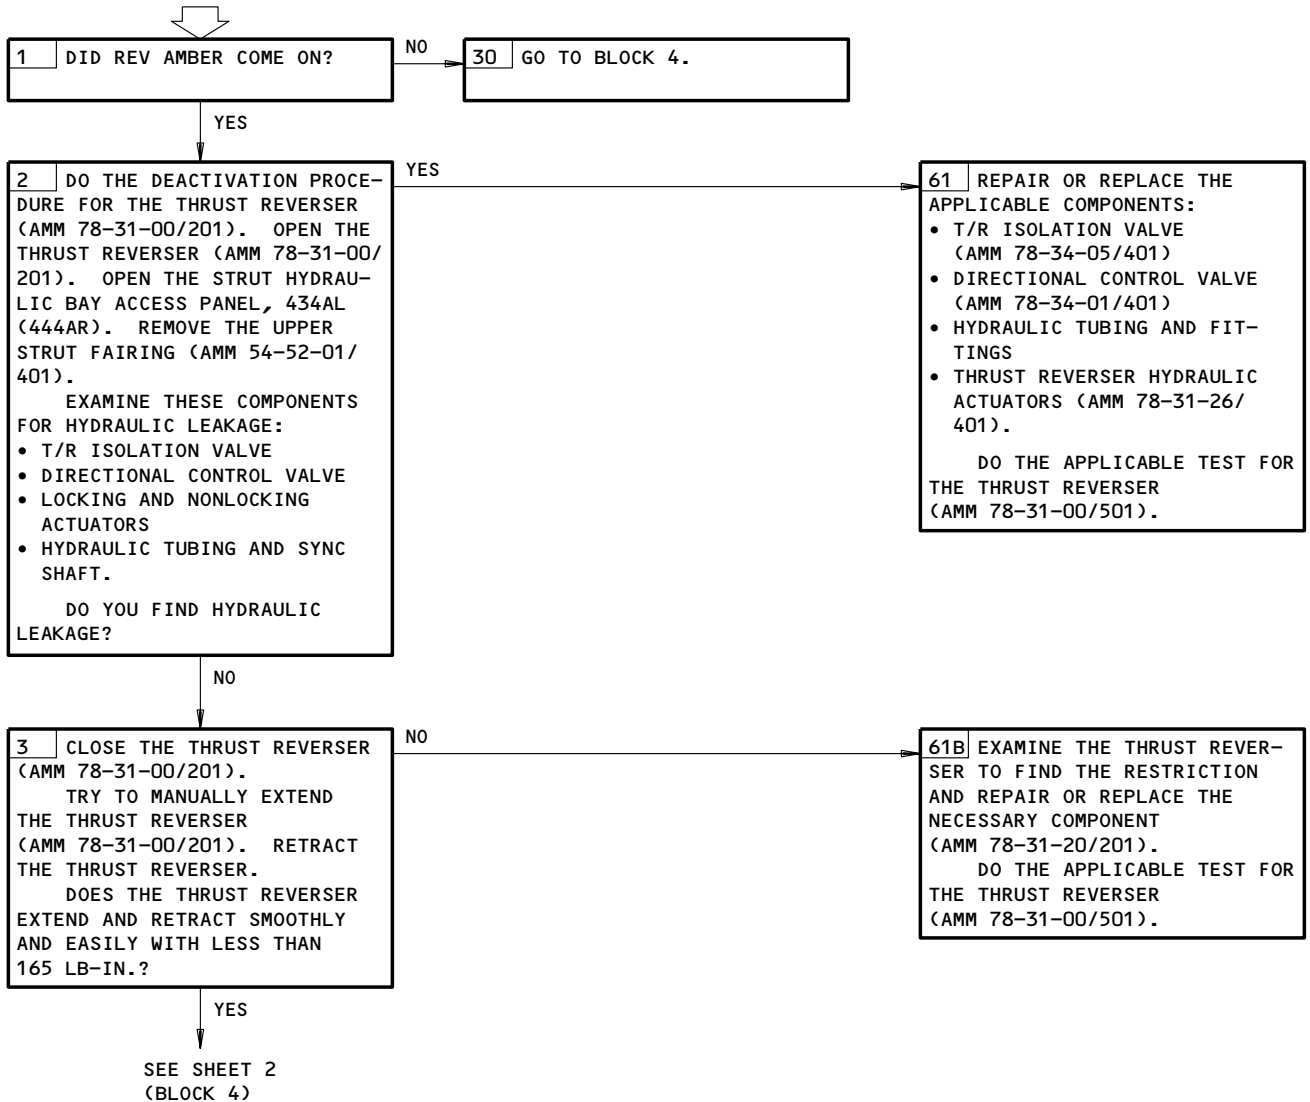 1 DID REV AMBER COME ON?
NO
30 GO TO BLOCK 4.
YES
2 DO THE DEACTIVATION PROCE-
DURE FOR THE THRUST REVERSER
(AMM 78-31-00/201). OPEN THE
THRUST REVERSER (AMM 78-31-00/
201). OPEN THE STRUT HYDRAU-
LIC BAY ACCESS PANEL, 434AL
(444AR). REMOVE THE UPPER
STRUT FAIRING (AMM 54-52-01/
401).
EXAMINE THESE COMPONENTS
FOR HYDRAULIC LEAKAGE:
• T/R ISOLATION VALVE
• DIRECTIONAL CONTROL VALVE
• LOCKING AND NONLOCKING
ACTUATORS
• HYDRAULIC TUBING AND SYNC
SHAFT.
DO YOU FIND HYDRAULIC
LEAKAGE?
YES
61 REPAIR OR REPLACE THE
APPLICABLE COMPONENTS:
• T/R ISOLATION VALVE
(AMM 78-34-05/401)
• DIRECTIONAL CONTROL VALVE
(AMM 78-34-01/401)
• HYDRAULIC TUBING AND FIT-
TINGS
• THRUST REVERSER HYDRAULIC
ACTUATORS (AMM 78-31-26/
401).
DO THE APPLICABLE TEST FOR
THE THRUST REVERSER
(AMM 78-31-00/501).
NO
3 CLOSE THE THRUST REVERSER
(AMM 78-31-00/201).
TRY TO MANUALLY EXTEND
THE THRUST REVERSER
(AMM 78-31-00/201). RETRACT
THE THRUST REVERSER.
DOES THE THRUST REVERSER
EXTEND AND RETRACT SMOOTHLY
AND EASILY WITH LESS THAN
165 LB-IN.?
NO
61B EXAMINE THE THRUST REVER-
SER TO FIND THE RESTRICTION
AND REPAIR OR REPLACE THE
NECESSARY COMPONENT
(AMM 78-31-20/201).
DO THE APPLICABLE TEST FOR
THE THRUST REVERSER
(AMM 78-31-00/501).
YES
SEE SHEET 2
(BLOCK 4)